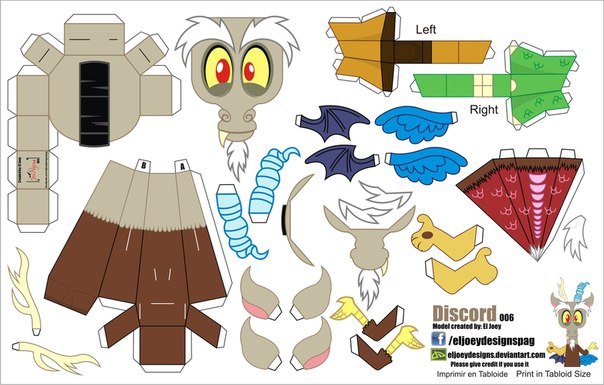 Left
Right
B
A
Discord 006
Model created by: El Joey
/eljoeydesignspag
eljoeydesigns.deviantart.com
Please give credit if you use it
Imprimir en Tabloide
Print in Tabloid Size